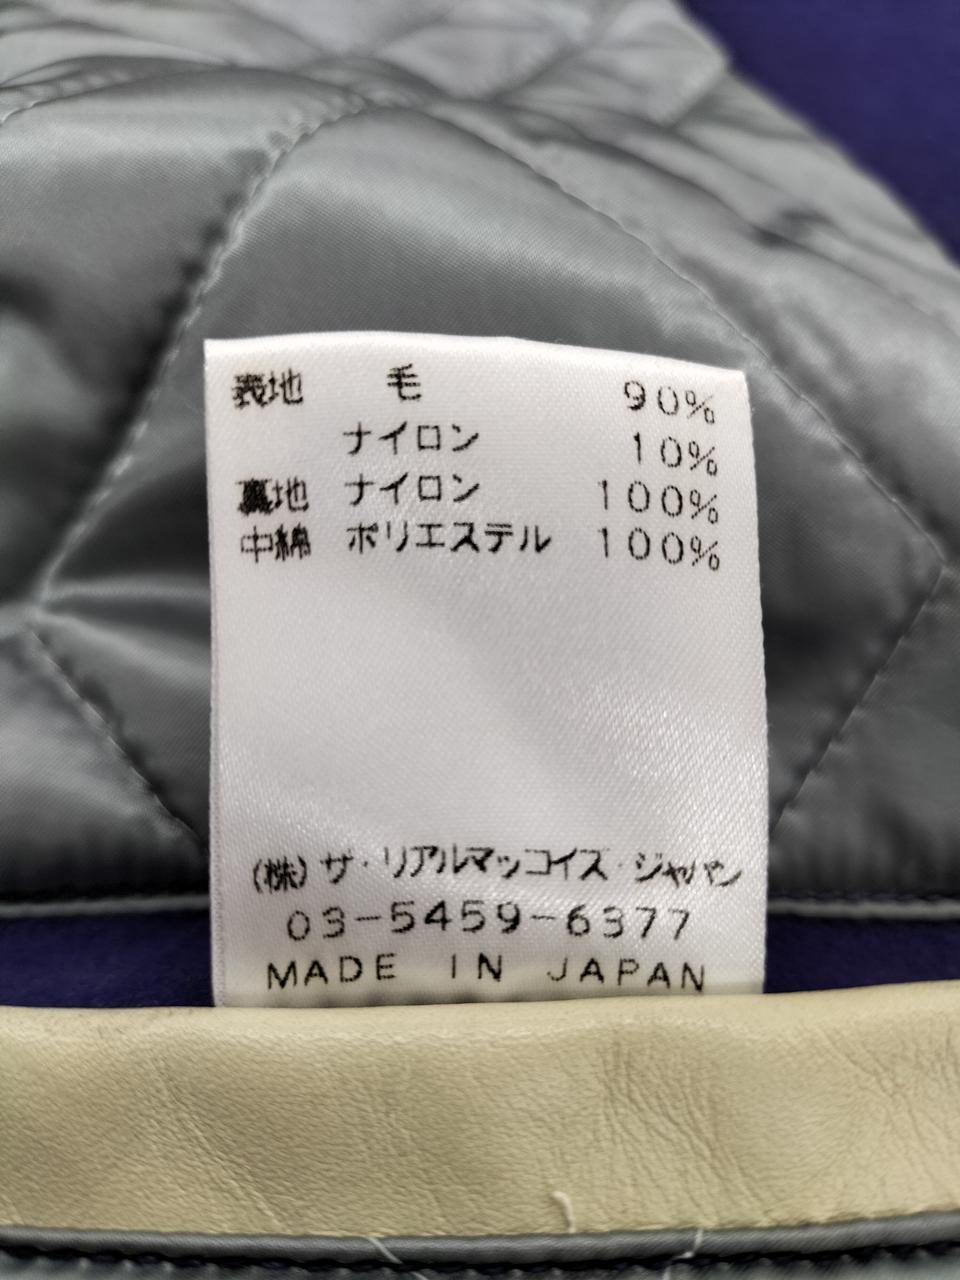 表地 毛 90%
ナイロン 10%
裏地 ナイロン 100%
中綿 ポリエステル 100%
(株)ザ・リアルマッコイズ・ジャパン
03-5459-6377
MADE IN JAPAN